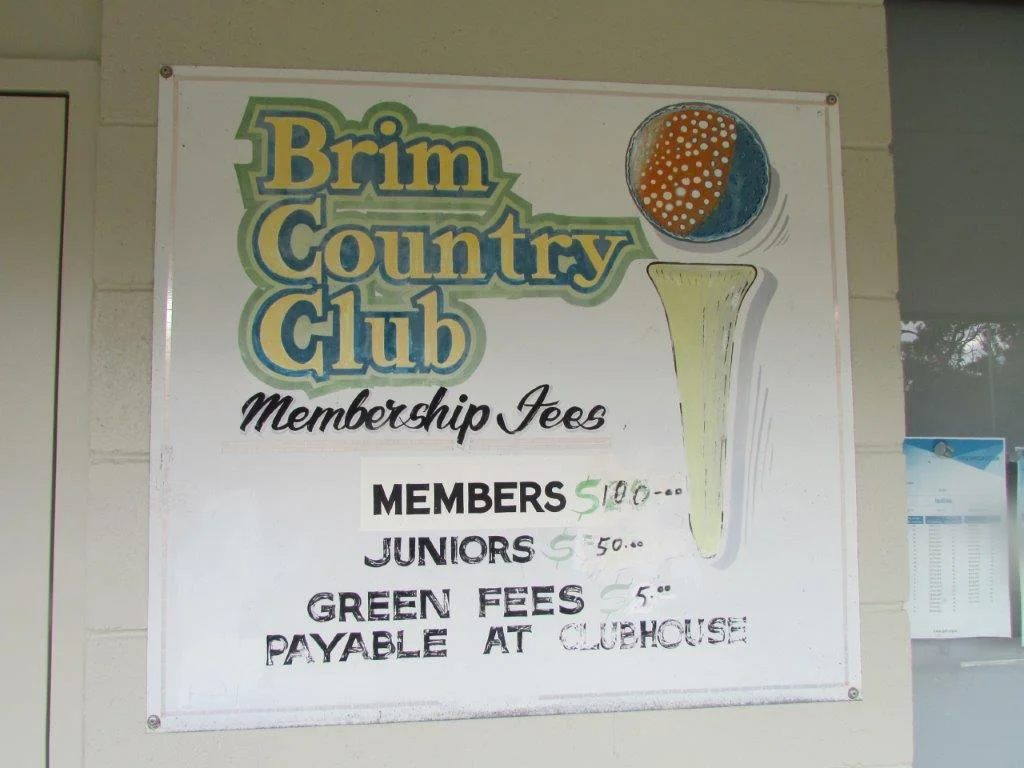 Brim
Country
Club
Membership Fees
MEMBERS $100-.00
JUNIORS $50.00
GREEN FEES $5.00
PAYABLE AT CLUBHOUSE